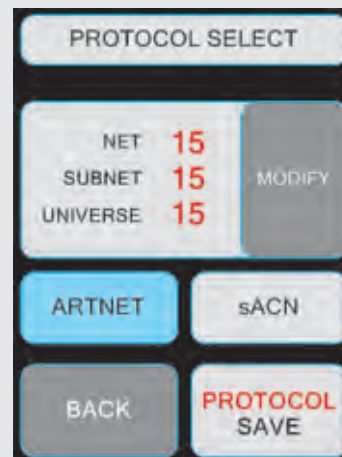 PROTOCOL SELECT
NET 15
SUBNET 15
UNIVERSE 15
MODIFY
ARTNET
sACN
BACK
PROTOCOL
SAVE